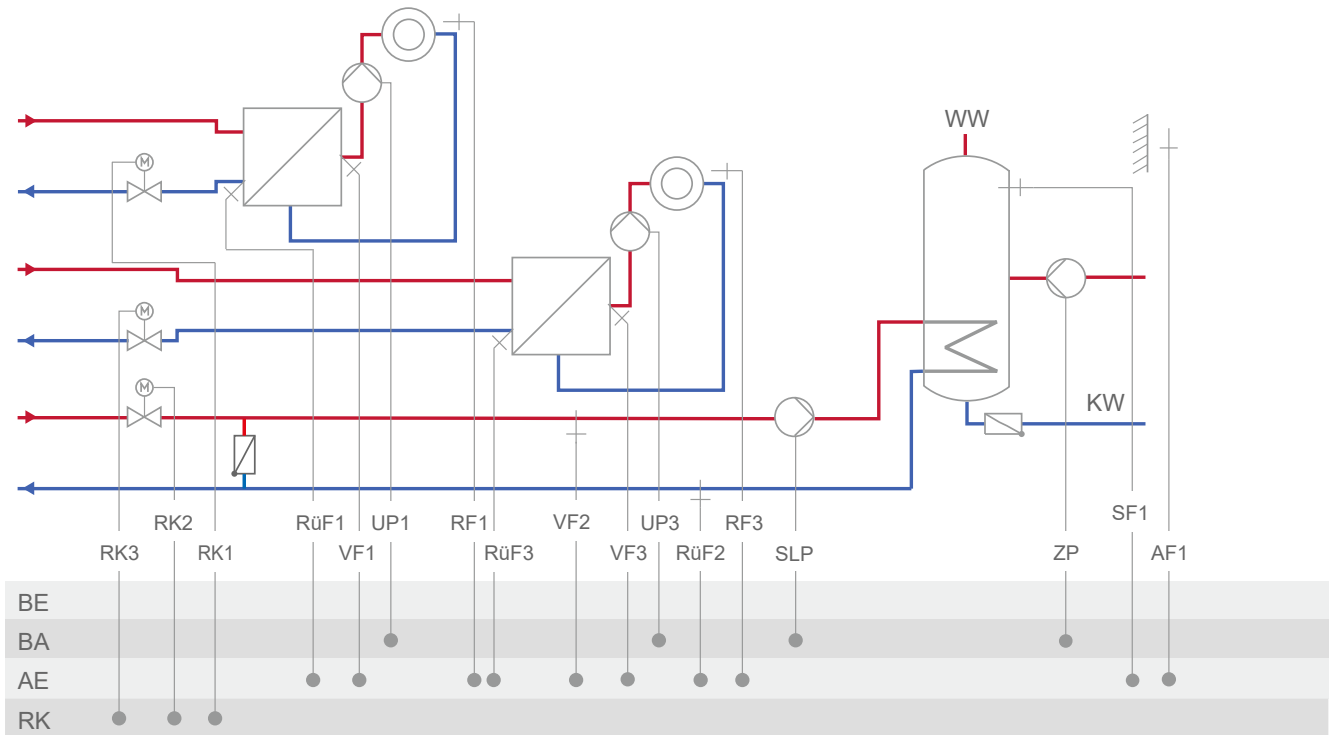 M
WW
M
M
M
KW
RK2 RüF1 UP1 RF1 VF2 UP3 RF3 SF1
RK3 RK1 VF1 RüF3 VF3 RüF2 SLP ZP AF1
BE
BA
AE
RK